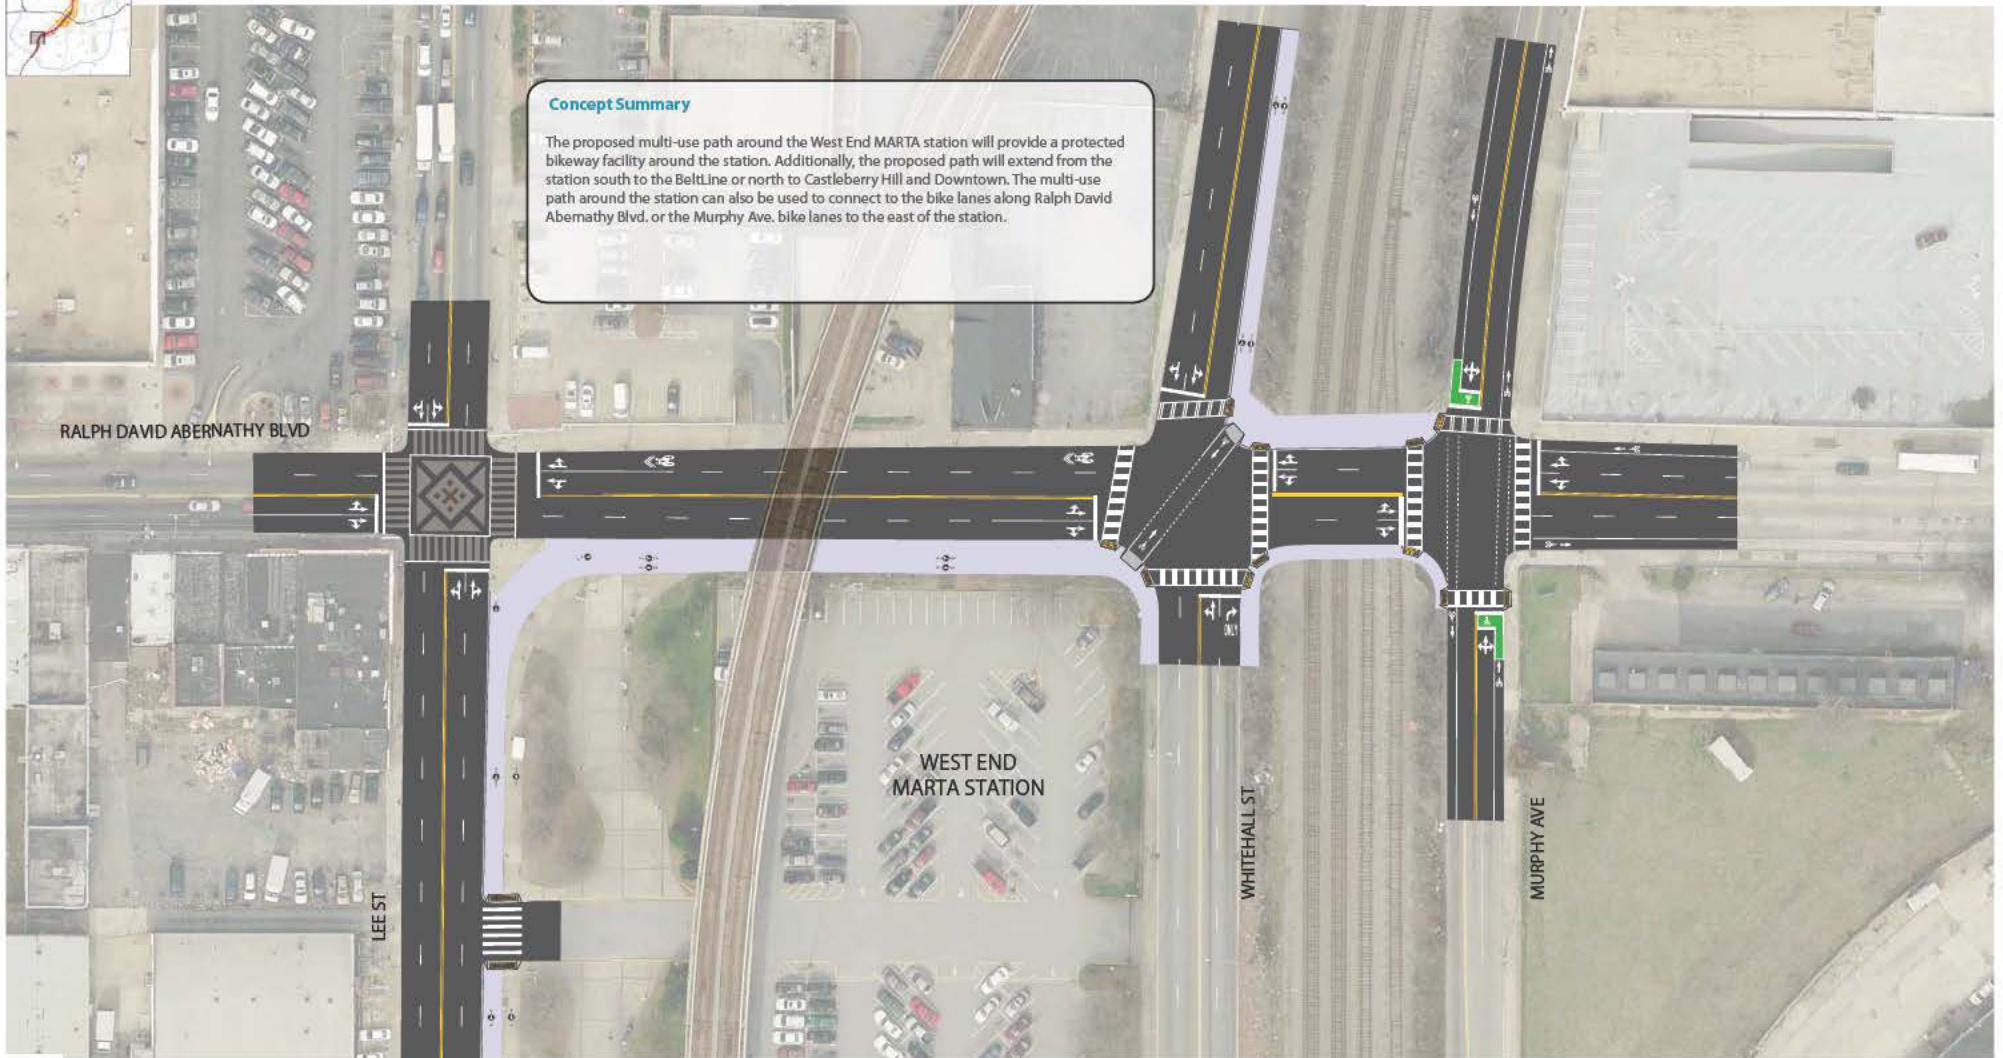 Concept Summary
The proposed multi-use path around the West End MARTA station will provide a protected
bikeway facility around the station. Additionally, the proposed path will extend from the
station south to the BeltLine or north to Castleberry Hill and Downtown. The multi-use
path around the station can also be used to connect to the bike lanes along Ralph David
Abernathy Blvd. or the Murphy Ave. bike lanes to the east of the station.
RALPH DAVID ABERNATHY BLVD
ONLY
WEST END
MARTA STATION
LEE ST
WHITEHALL ST
MURPHY AVE